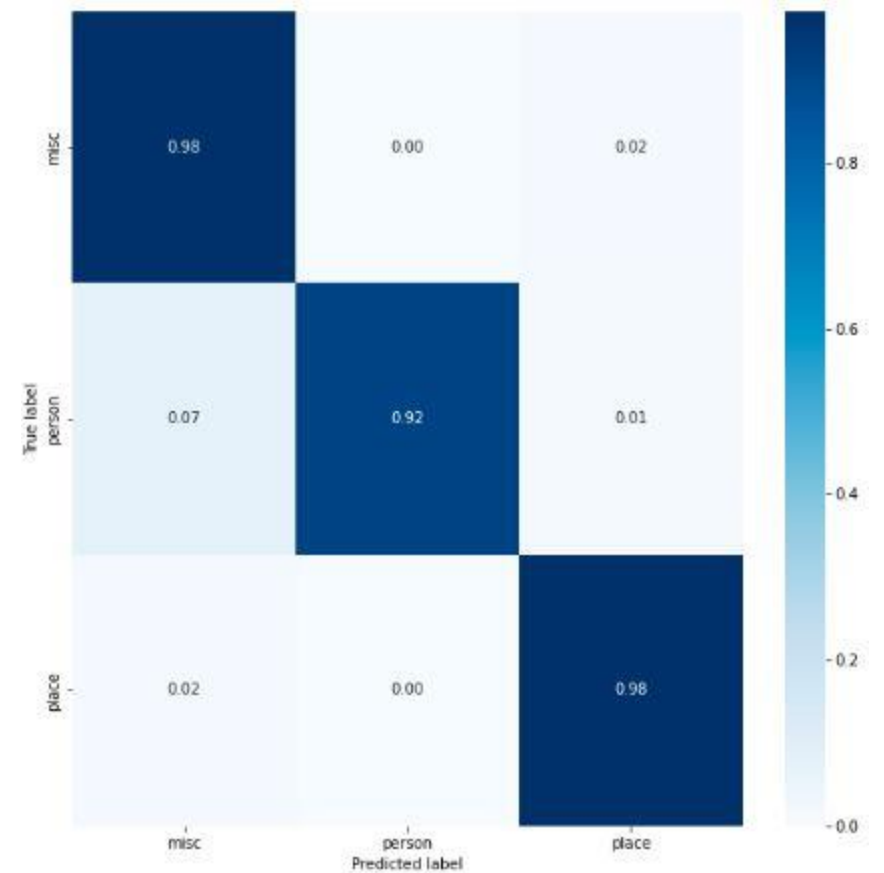 misc
0.98 0.00 0.02
0.8
0.6
True label
person
0.07 0.92 0.01
0.4
0.2
place
0.02 0.00 0.98
0.0
misc person place
Predicted label